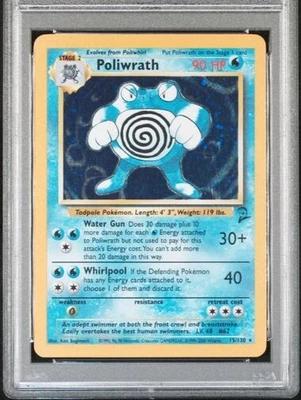 Evolves from Poliwhirl Put Poliwrath on the Stage 1 card
STAGE 2
Poliwrath 90 HP
Tadpole Pokémon. Length: 4' 3", Weight: 119 lbs.
Water Gun Does 30 damage plus 10
more damage for each Energy attached
to Poliwrath but not used to pay for this
attack's Energy cost. You can't add more
than 20 damage in this way.
30+
Whirlpool If the Defending Pokémon
has any Energy cards attached to it,
choose 1 of them and discard it.
40
weakness resistance retreat cost
An adept swimmer at both the front crawl and breaststroke.
Easily overtakes the best human swimmers. LV. 48 #62
15/130